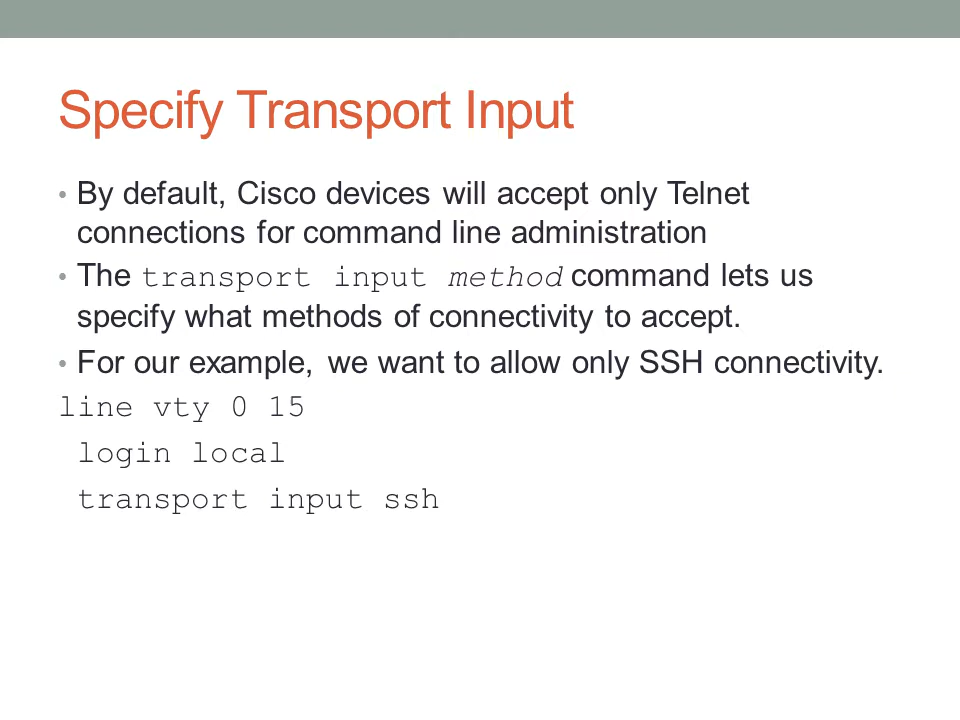 Specify Transport Input
• By default, Cisco devices will accept only Telnet
connections for command line administration
• The transport input method command lets us
specify what methods of connectivity to accept.
• For our example, we want to allow only SSH connectivity.
line vty 0 15
 login local
 transport input ssh